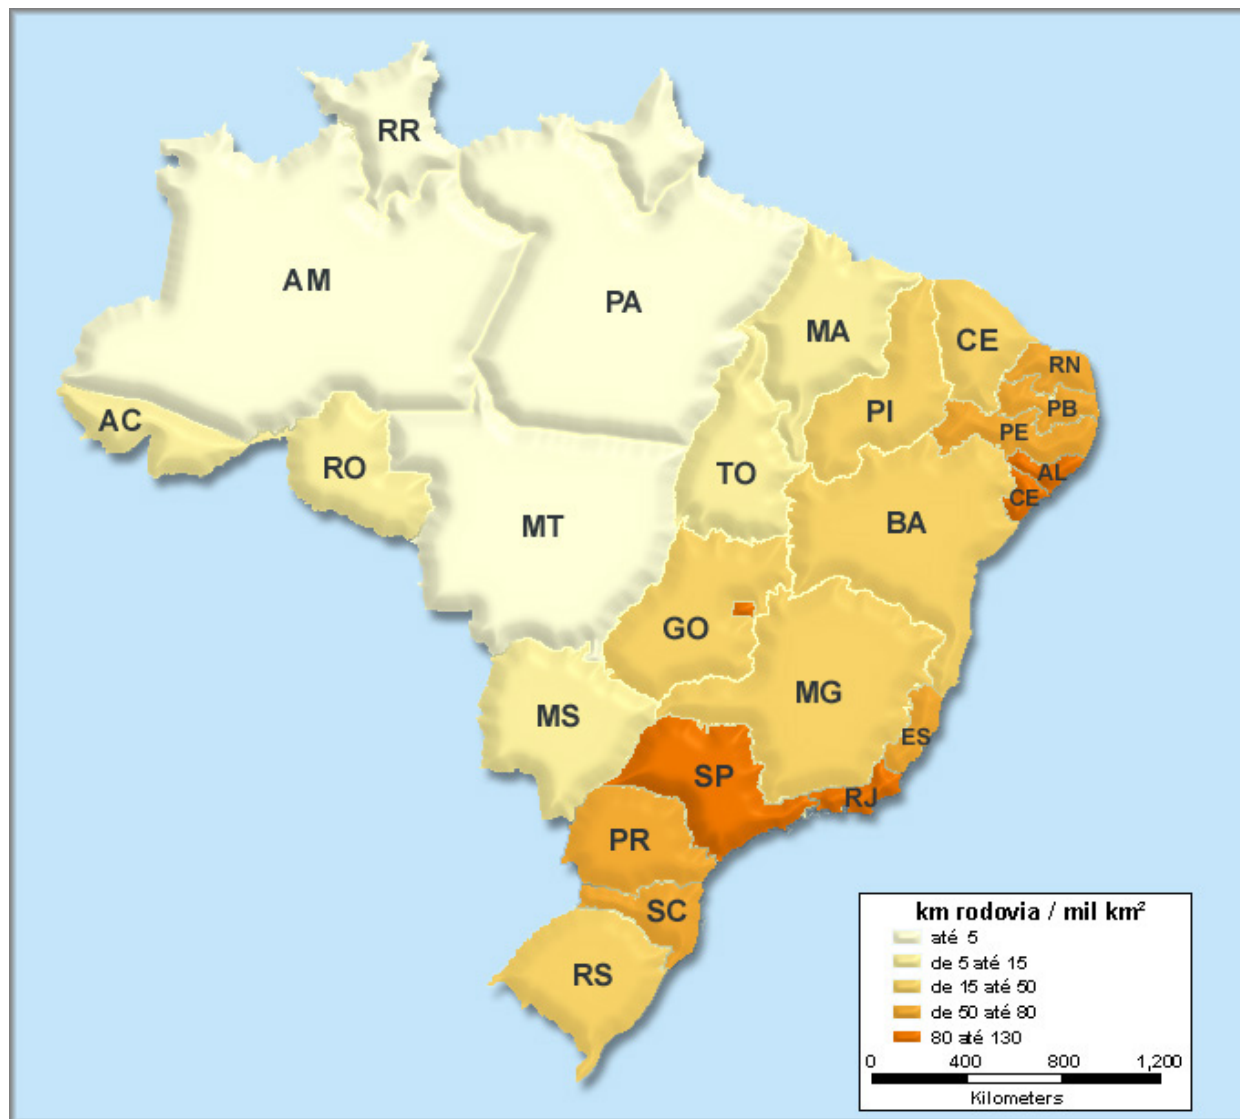 RR
AM
PA
MA
CE
RN
AC
PI
PB
PE
RO
TO
AL
CE
MT
BA
GO
MG
MS
ES
SP
RJ
PR
SC
RS
km rodovia / mil km²
até 5
de 5 até 15
de 15 até 50
de 50 até 80
80 até 130
0 400 800 1,200
Kilometers